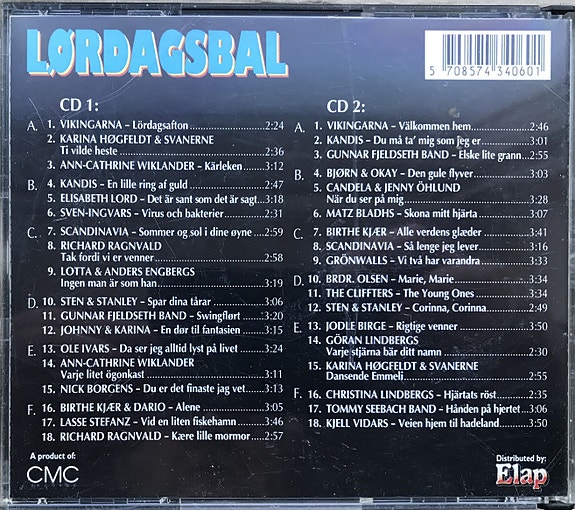 LØRDAGSBAL
5 708574 340601
CD 1:
A. 1. VIKINGARNA – Lördagsafton 2:24
2. KARINA HØGFELDT & SVANERNE
Ti vilde heste 2:36
3. ANN-CATHRINE WIKLANDER – Kärleken 3:12
B. 4. KANDIS – En lille ring af guld 2:47
5. ELISABETH LORD – Det är sant som det är sagt 3:18
6. SVEN-INGVARS – Virus och bakterier 2:31
C. 7. SCANDINAVIA – Sommer og sol i dine øyne 2:59
8. RICHARD RAGNVALD
Tak fordi vi er venner 2:58
9. LOTTA & ANDERS ENGBERGS
Ingen man är som han 3:19
D. 10. STEN & STANLEY – Spar dina tårar 3:06
11. GUNNAR FJELDSETH BAND – Swingflørt 3:20
12. JOHNNY & KARINA – En dør til fantasien 3:15
E. 13. OLE IVARS – Da ser jeg alltid lyst på livet 3:24
14. ANN-CATHRINE WIKLANDER
Varje litet ögonkast 3:11
15. NICK BORGENS – Du er det finaste jag vet 3:13
F. 16. BIRTHE KJÆR & DARIO – Alene 3:05
17. LASSE STEFANZ – Vid en liten fiskehamn 3:46
18. RICHARD RAGNVALD – Kære lille mormor 2:57
CD 2:
A. 1. VIKINGARNA – Välkommen hem 2:46
2. KANDIS – Du må ta' mig som jeg er 3:01
3. GUNNAR FJELDSETH BAND – Elske lite grann 2:55
B. 4. BJØRN & OKAY – Den gule flyver 3:03
5. CANDELA & JENNY ÖHLUND
När du ser på mig 3:28
6. MATZ BLADHS – Skona mitt hjärta 3:06
C. 7. BIRTHE KJÆR – Alle verdens glæder 3:41
8. SCANDINAVIA – Så lenge jeg lever 3:16
9. GRÖNWALLS – Vi två har varandra 3:33
D. 10. BRDR. OLSEN – Marie, Marie 3:34
11. THE CLIFFTERS – The Young Ones 3:34
12. STEN & STANLEY – Corinna, Corinna 2:49
E. 13. JODLE BIRGE – Rigtige venner 3:50
14. GÖRAN LINDBERGS
Varje stjärna bär ditt namn 2:30
15. KARINA HØGFELDT & SVANERNE
Dansende Emmeli 2:55
F. 16. CHRISTINA LINDBERGS – Hjärtats röst 2:35
17. TOMMY SEEBACH BAND – Hånden på hjertet 3:06
18. KJELL VIDARS – Veien hjem til hadeland 3:50
A product of:
CMC
Distributed by:
Elap